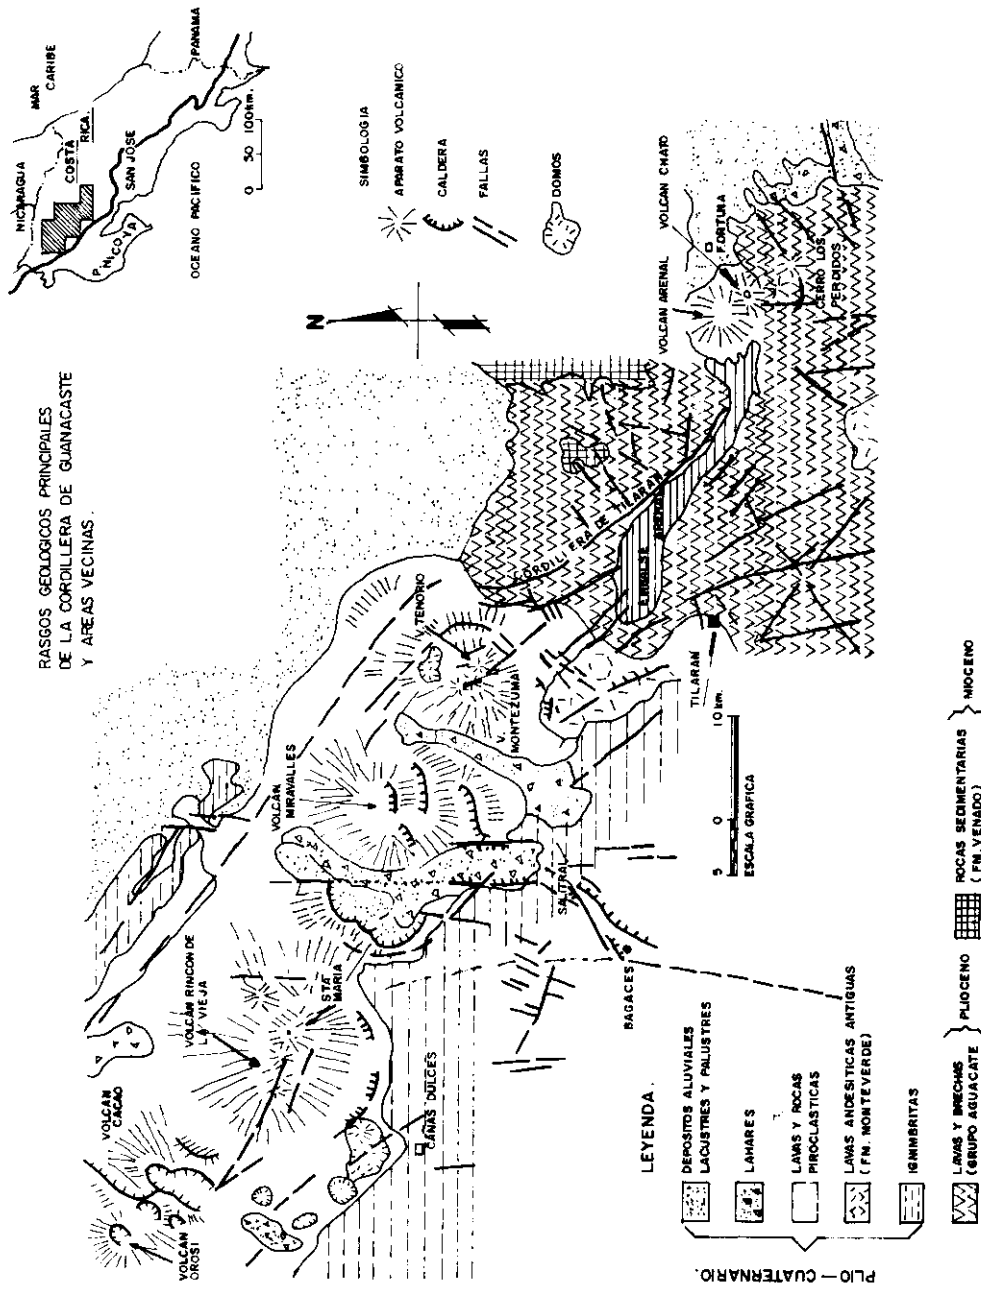 RASGOS GEOLOGICOS PRINCIPALES
DE LA CORDILLERA DE GUANACASTE
Y AREAS VECINAS.
NICARAGUA
MAR
CARIBE
COSTA
RICA
SAN JOSE
PANAMA
P. NICOYA
OCEANO PACIFICO
0 50 100km.
SIMBOLOGIA
APARATO VOLCANICO
CALDERA
FALLAS
DOMOS
N
VOLCAN
OROSI
VOLCAN
CACAO
VOLCAN RINCON DE
LA VIEJA
STA
MARIA
CAÑAS DULCES
VOLCAN
MIRAVALLES
V.
MONTEZUMA
TENORIO
CORDILLERA DE TILARAN
EMBALSE ARENAL
VOLCAN ARENAL
VOLCAN CHATO
FORTUNA
CERRO LOS
PERDIDOS
TILARAN
SALITRAL
BAGACES
5 0 10 km.
ESCALA GRAFICA
LEYENDA.
PLIO-CUATERNARIO.
DEPOSITOS ALUVIALES
LACUSTRES Y PALUSTRES
LAHARES
LAVAS Y ROCAS
PIROCLASTICAS
LAVAS ANDESITICAS ANTIGUAS
(FM. MONTEVERDE)
IGNIMBRITAS
LAVAS Y BRECHAS
(GRUPO AGUACATE)
PLIOCENO
ROCAS SEDIMENTARIAS
(FM. VENADO)
MIOCENO